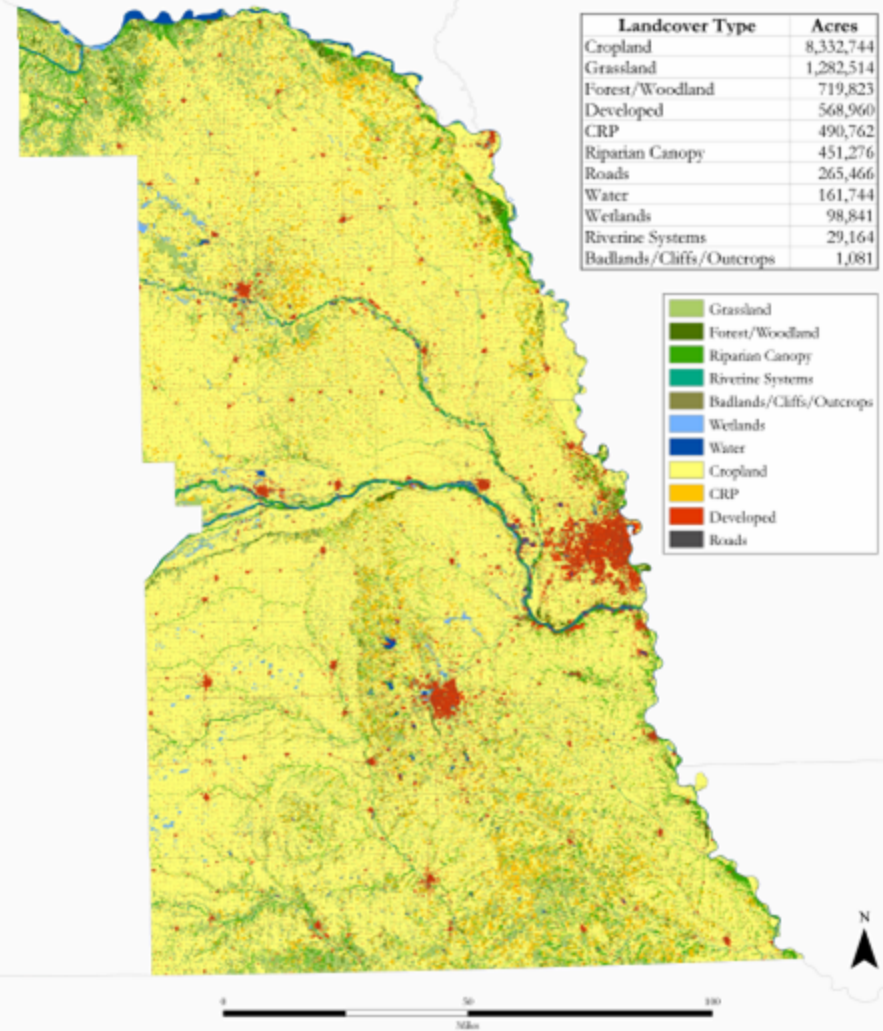 Landcover Type Acres
Cropland 8,332,744
Grassland 1,282,514
Forest/Woodland 719,823
Developed 568,960
CRP 490,762
Riparian Canopy 451,276
Roads 265,466
Water 161,744
Wetlands 98,841
Riverine Systems 29,164
Badlands/Cliffs/Outcrops 1,081
Grassland
Forest/Woodland
Riparian Canopy
Riverine Systems
Badlands/Cliffs/Outcrops
Wetlands
Water
Cropland
CRP
Developed
Roads
N
0 50 100
Miles